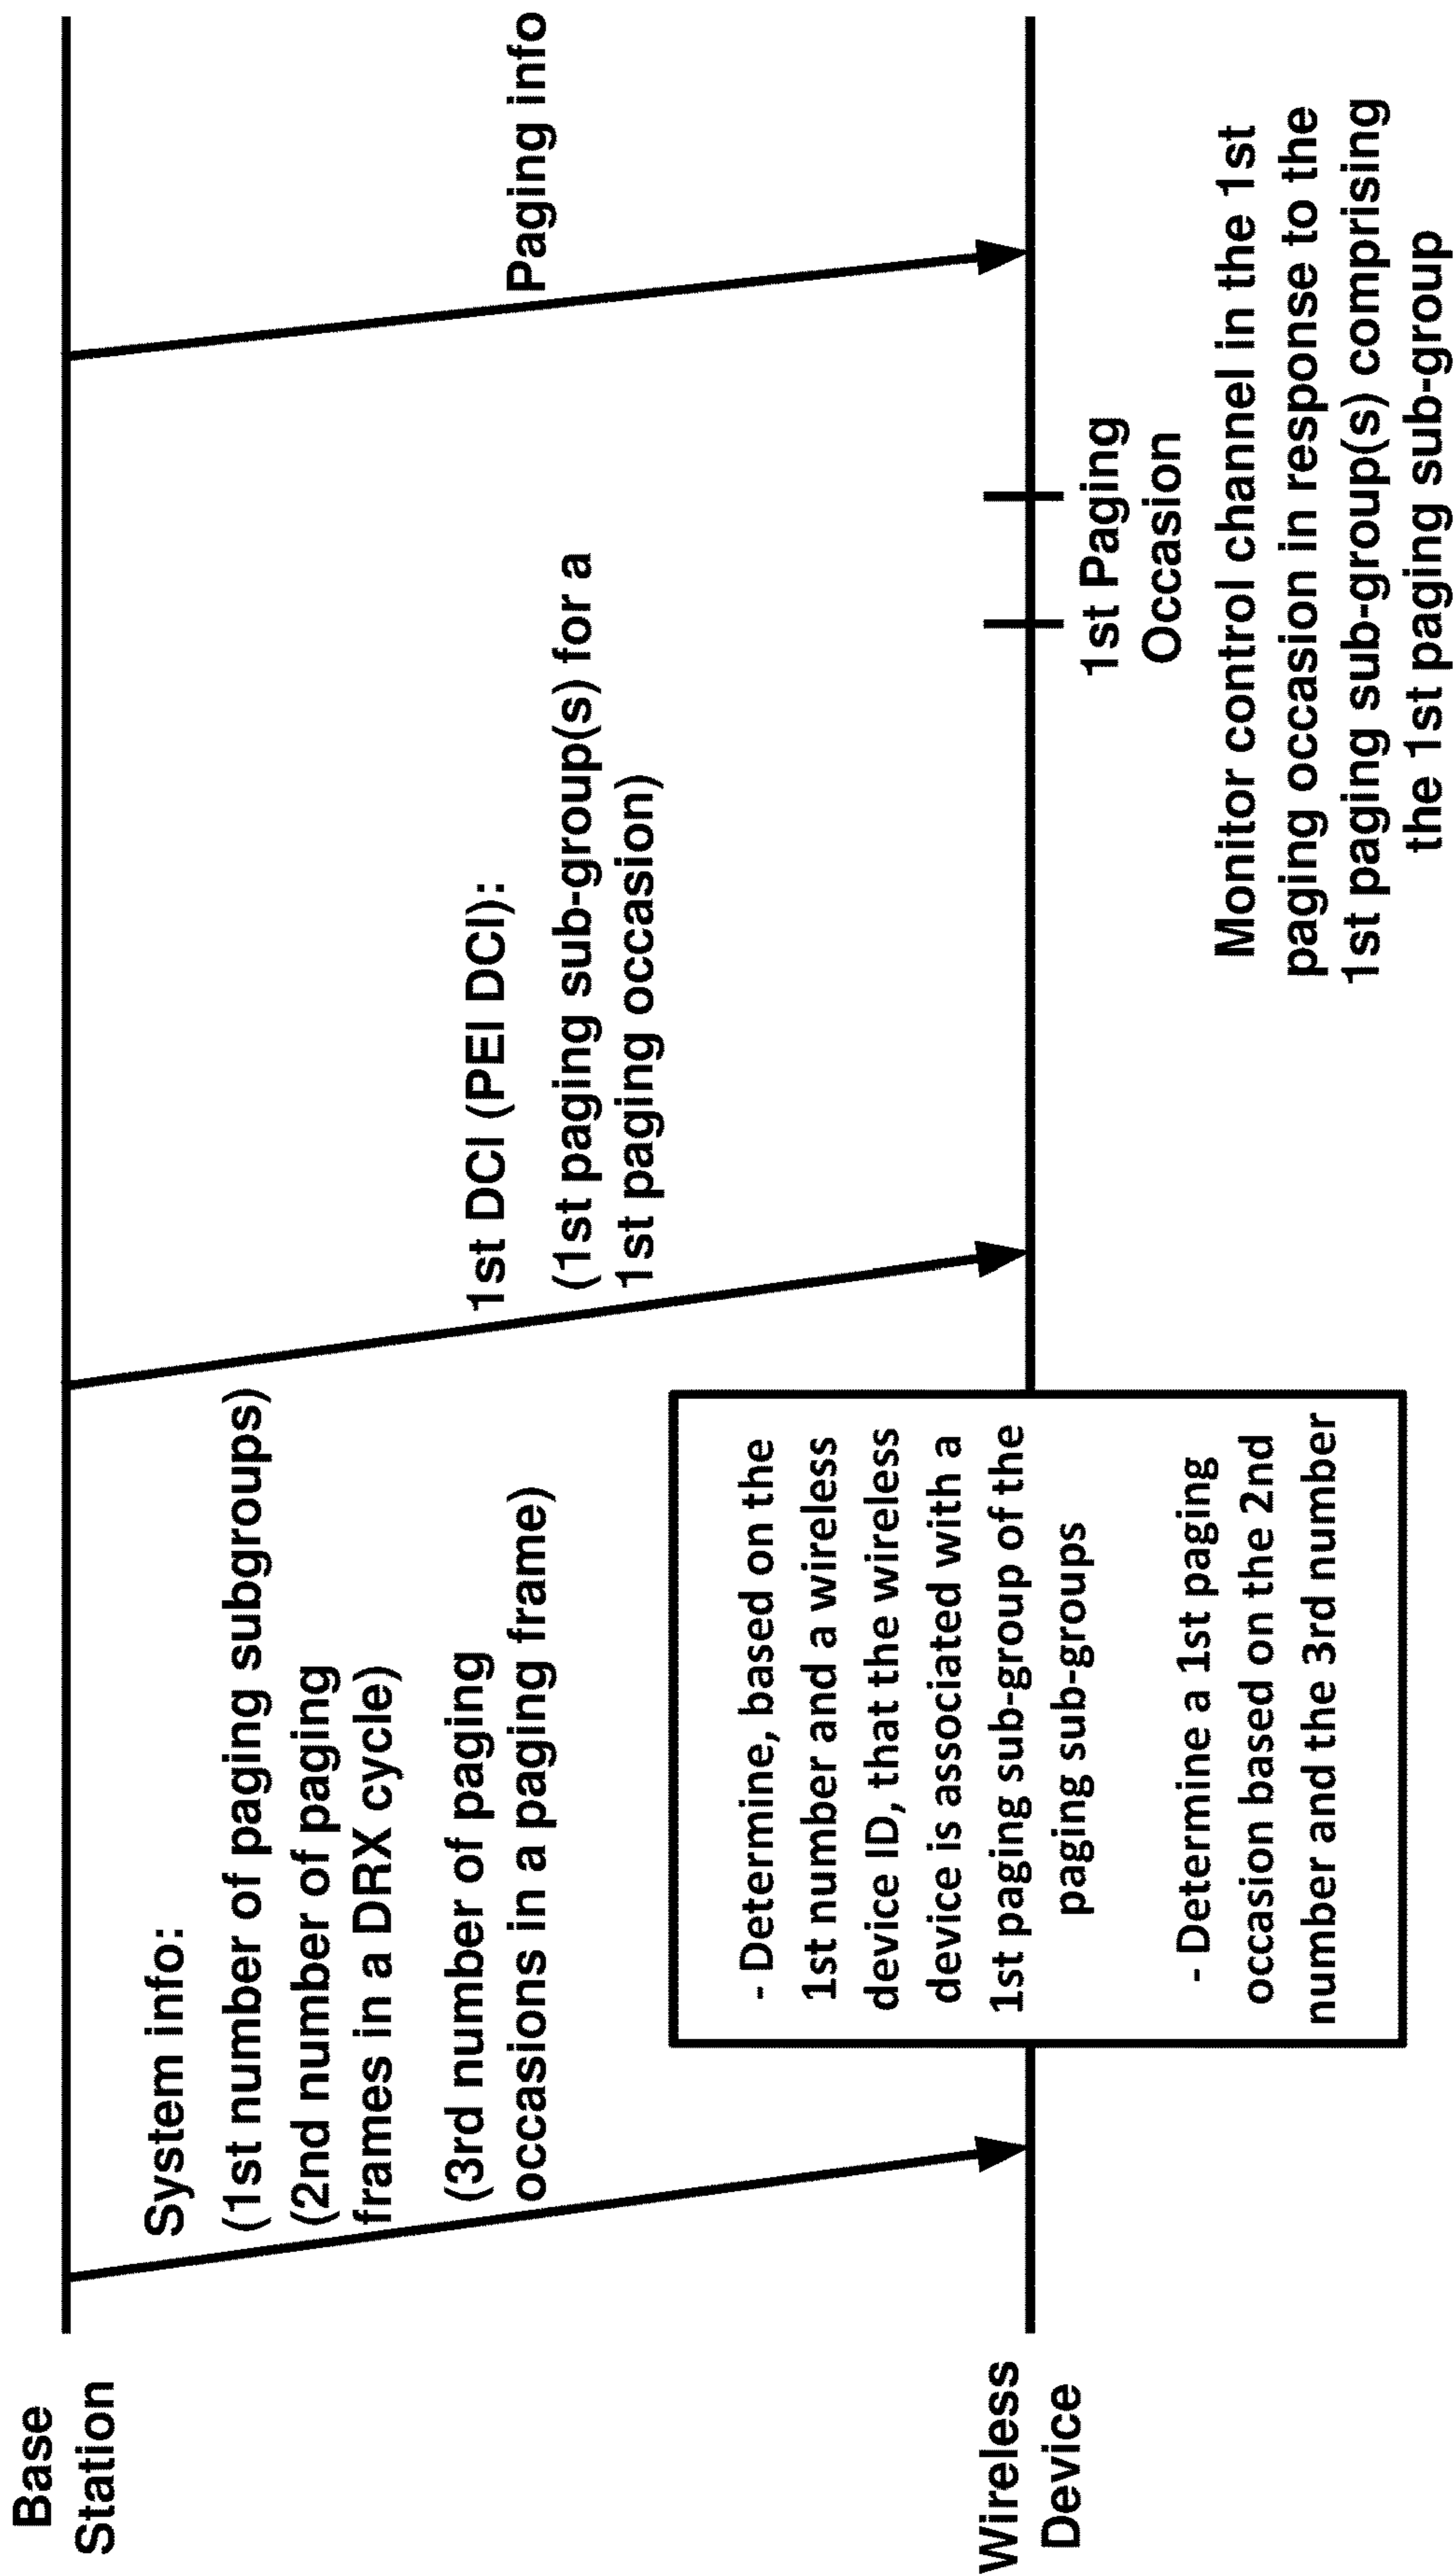 Base
Station
System info:
(1st number of paging subgroups)
(2nd number of paging
frames in a DRX cycle)
(3rd number of paging
occasions in a paging frame)
1st DCI (PEI DCI):
(1st paging sub-group(s) for a
1st paging occasion)
Paging info
Wireless
Device
- Determine, based on the
1st number and a wireless
device ID, that the wireless
device is associated with a
1st paging sub-group of the
paging sub-groups
- Determine a 1st paging
occasion based on the 2nd
number and the 3rd number
1st Paging
Occasion
Monitor control channel in the 1st
paging occasion in response to the
1st paging sub-group(s) comprising
the 1st paging sub-group